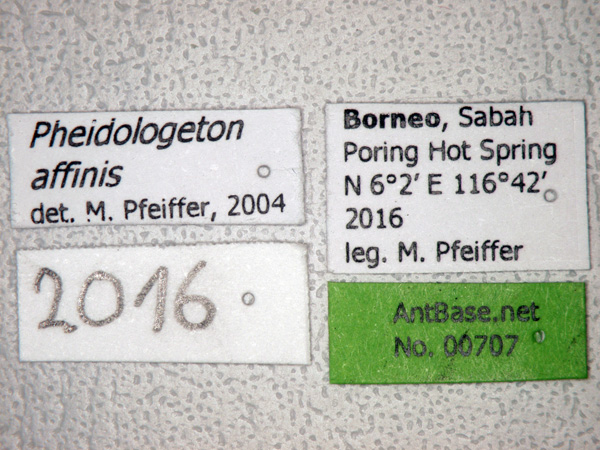 Pheidologeton
affinis
det. M. Pfeiffer, 2004
2016
Borneo, Sabah
Poring Hot Spring
N 6°2' E 116°42'
2016
leg. M. Pfeiffer
AntBase.net
No. 00707